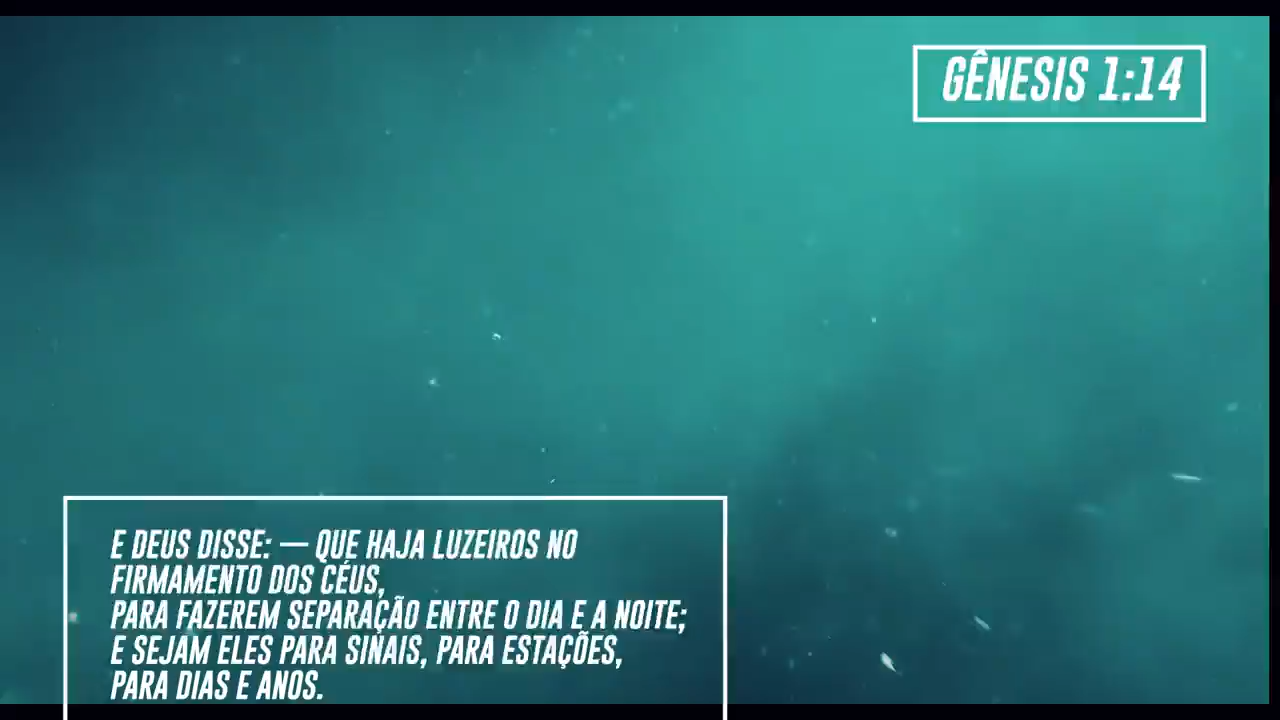 GÊNESIS 1:14
E DEUS DISSE: — QUE HAJA LUZEIROS NO
FIRMAMENTO DOS CÉUS,
PARA FAZEREM SEPARAÇÃO ENTRE O DIA E A NOITE;
E SEJAM ELES PARA SINAIS, PARA ESTAÇÕES,
PARA DIAS E ANOS.